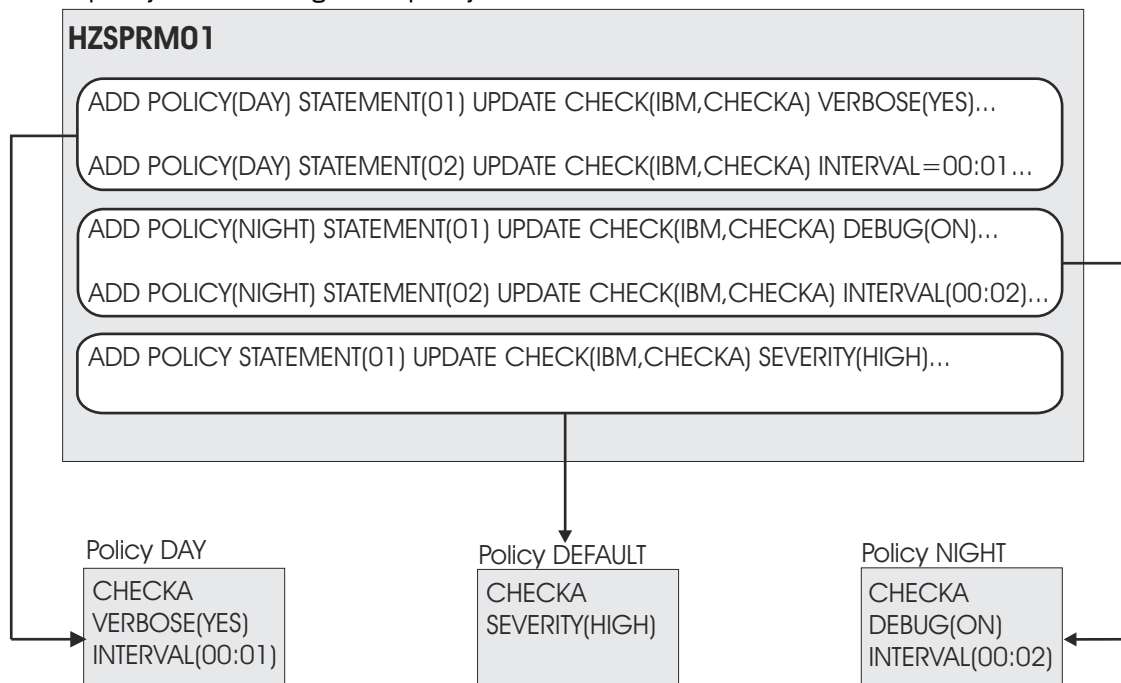 HZSPRM01
ADD POLICY(DAY) STATEMENT(01) UPDATE CHECK(IBM,CHECKA) VERBOSE(YES)...
ADD POLICY(DAY) STATEMENT(02) UPDATE CHECK(IBM,CHECKA) INTERVAL=00:01...
ADD POLICY(NIGHT) STATEMENT(01) UPDATE CHECK(IBM,CHECKA) DEBUG(ON)...
ADD POLICY(NIGHT) STATEMENT(02) UPDATE CHECK(IBM,CHECKA) INTERVAL(00:02)...
ADD POLICY STATEMENT(01) UPDATE CHECK(IBM,CHECKA) SEVERITY(HIGH)...
Policy DAY
CHECKA
VERBOSE(YES)
INTERVAL(00:01)
Policy DEFAULT
CHECKA
SEVERITY(HIGH)
Policy NIGHT
CHECKA
DEBUG(ON)
INTERVAL(00:02)